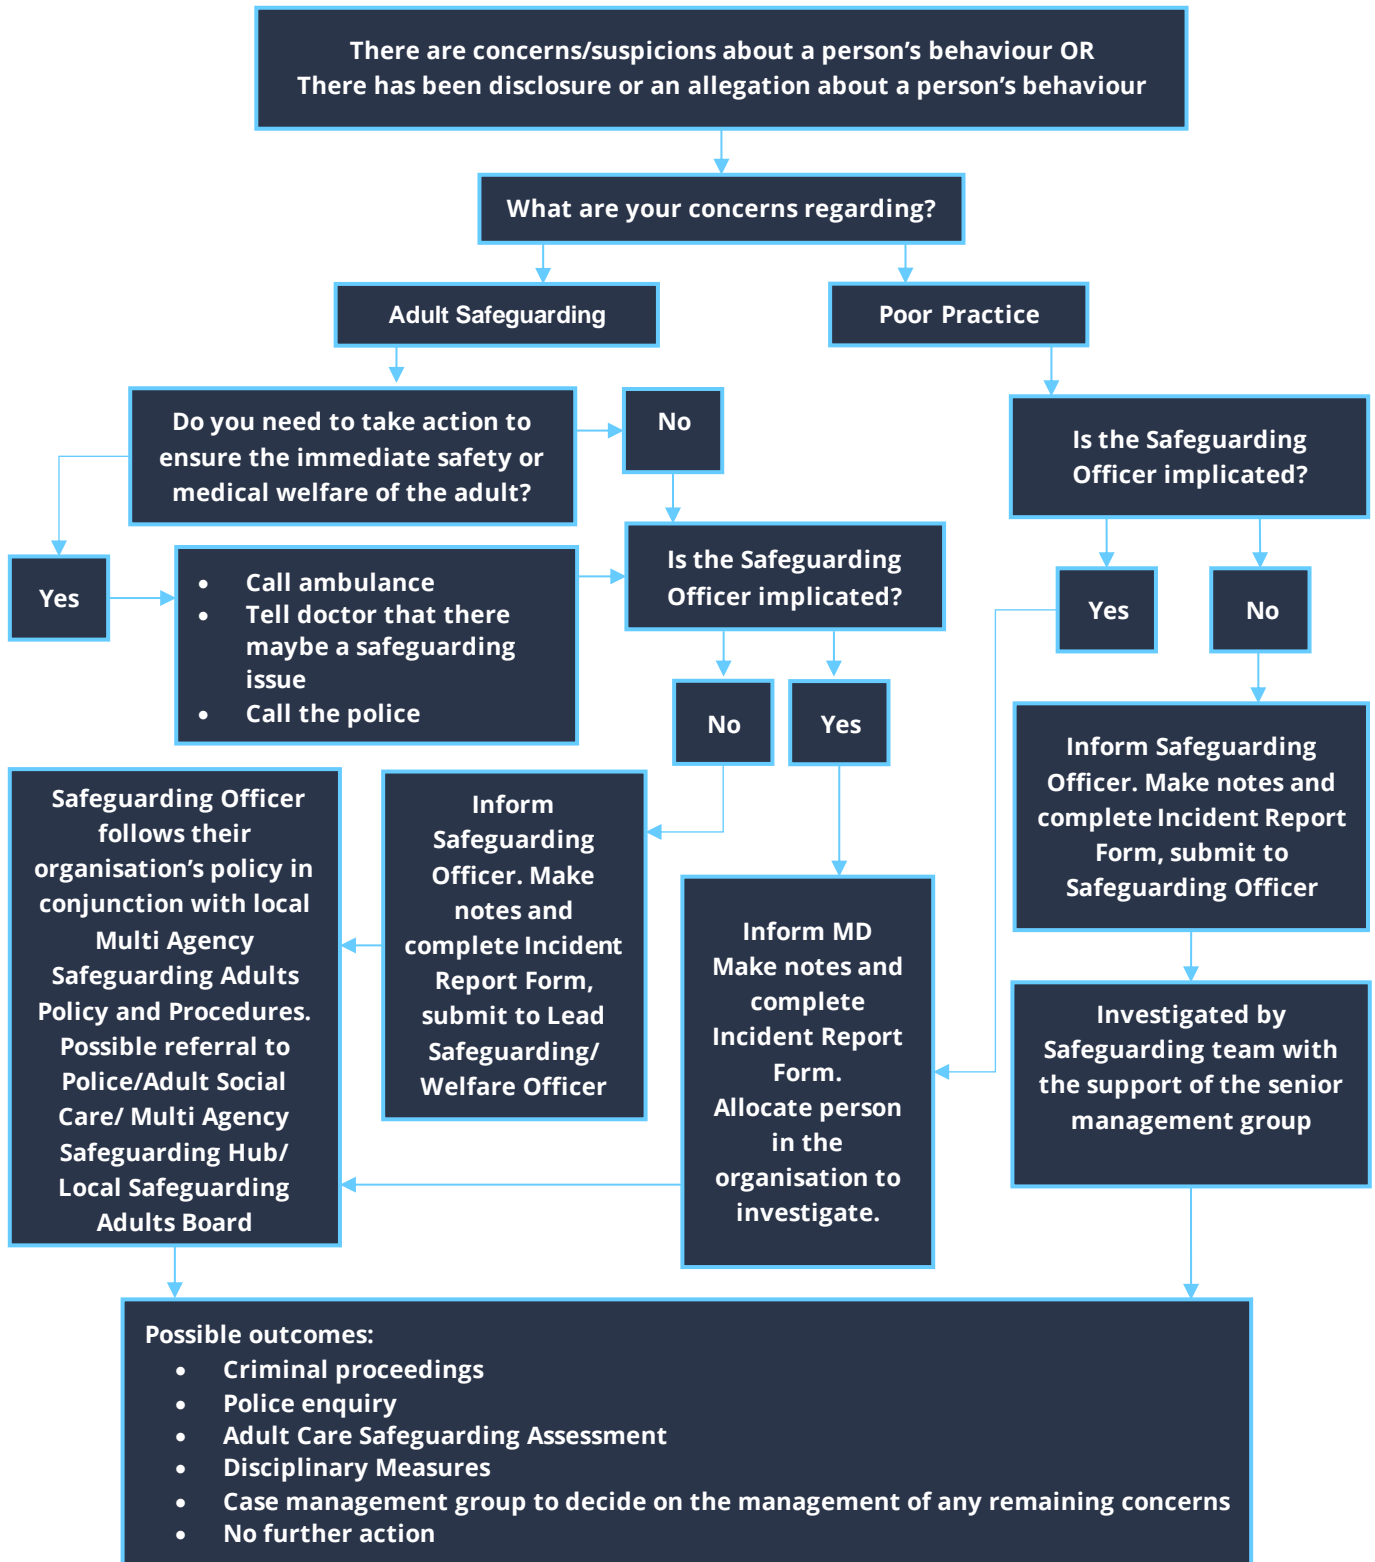 There are concerns/suspicions about a person’s behaviour OR
There has been disclosure or an allegation about a person’s behaviour
What are your concerns regarding?
Adult Safeguarding
Poor Practice
Do you need to take action to
ensure the immediate safety or
medical welfare of the adult?
No
Is the Safeguarding
Officer implicated?
Yes
• Call ambulance
• Tell doctor that there
maybe a safeguarding
issue
• Call the police
Is the Safeguarding
Officer implicated?
Yes
No
No
Yes
Safeguarding Officer
follows their
organisation’s policy in
conjunction with local
Multi Agency
Safeguarding Adults
Policy and Procedures.
Possible referral to
Police/Adult Social
Care/ Multi Agency
Safeguarding Hub/
Local Safeguarding
Adults Board
Inform
Safeguarding
Officer. Make
notes and
complete Incident
Report Form,
submit to Lead
Safeguarding/
Welfare Officer
Inform MD
Make notes and
complete
Incident Report
Form.
Allocate person
in the
organisation to
investigate.
Inform Safeguarding
Officer. Make notes and
complete Incident Report
Form, submit to
Safeguarding Officer
Investigated by
Safeguarding team with
the support of the senior
management group
Possible outcomes:
• Criminal proceedings
• Police enquiry
• Adult Care Safeguarding Assessment
• Disciplinary Measures
• Case management group to decide on the management of any remaining concerns
• No further action